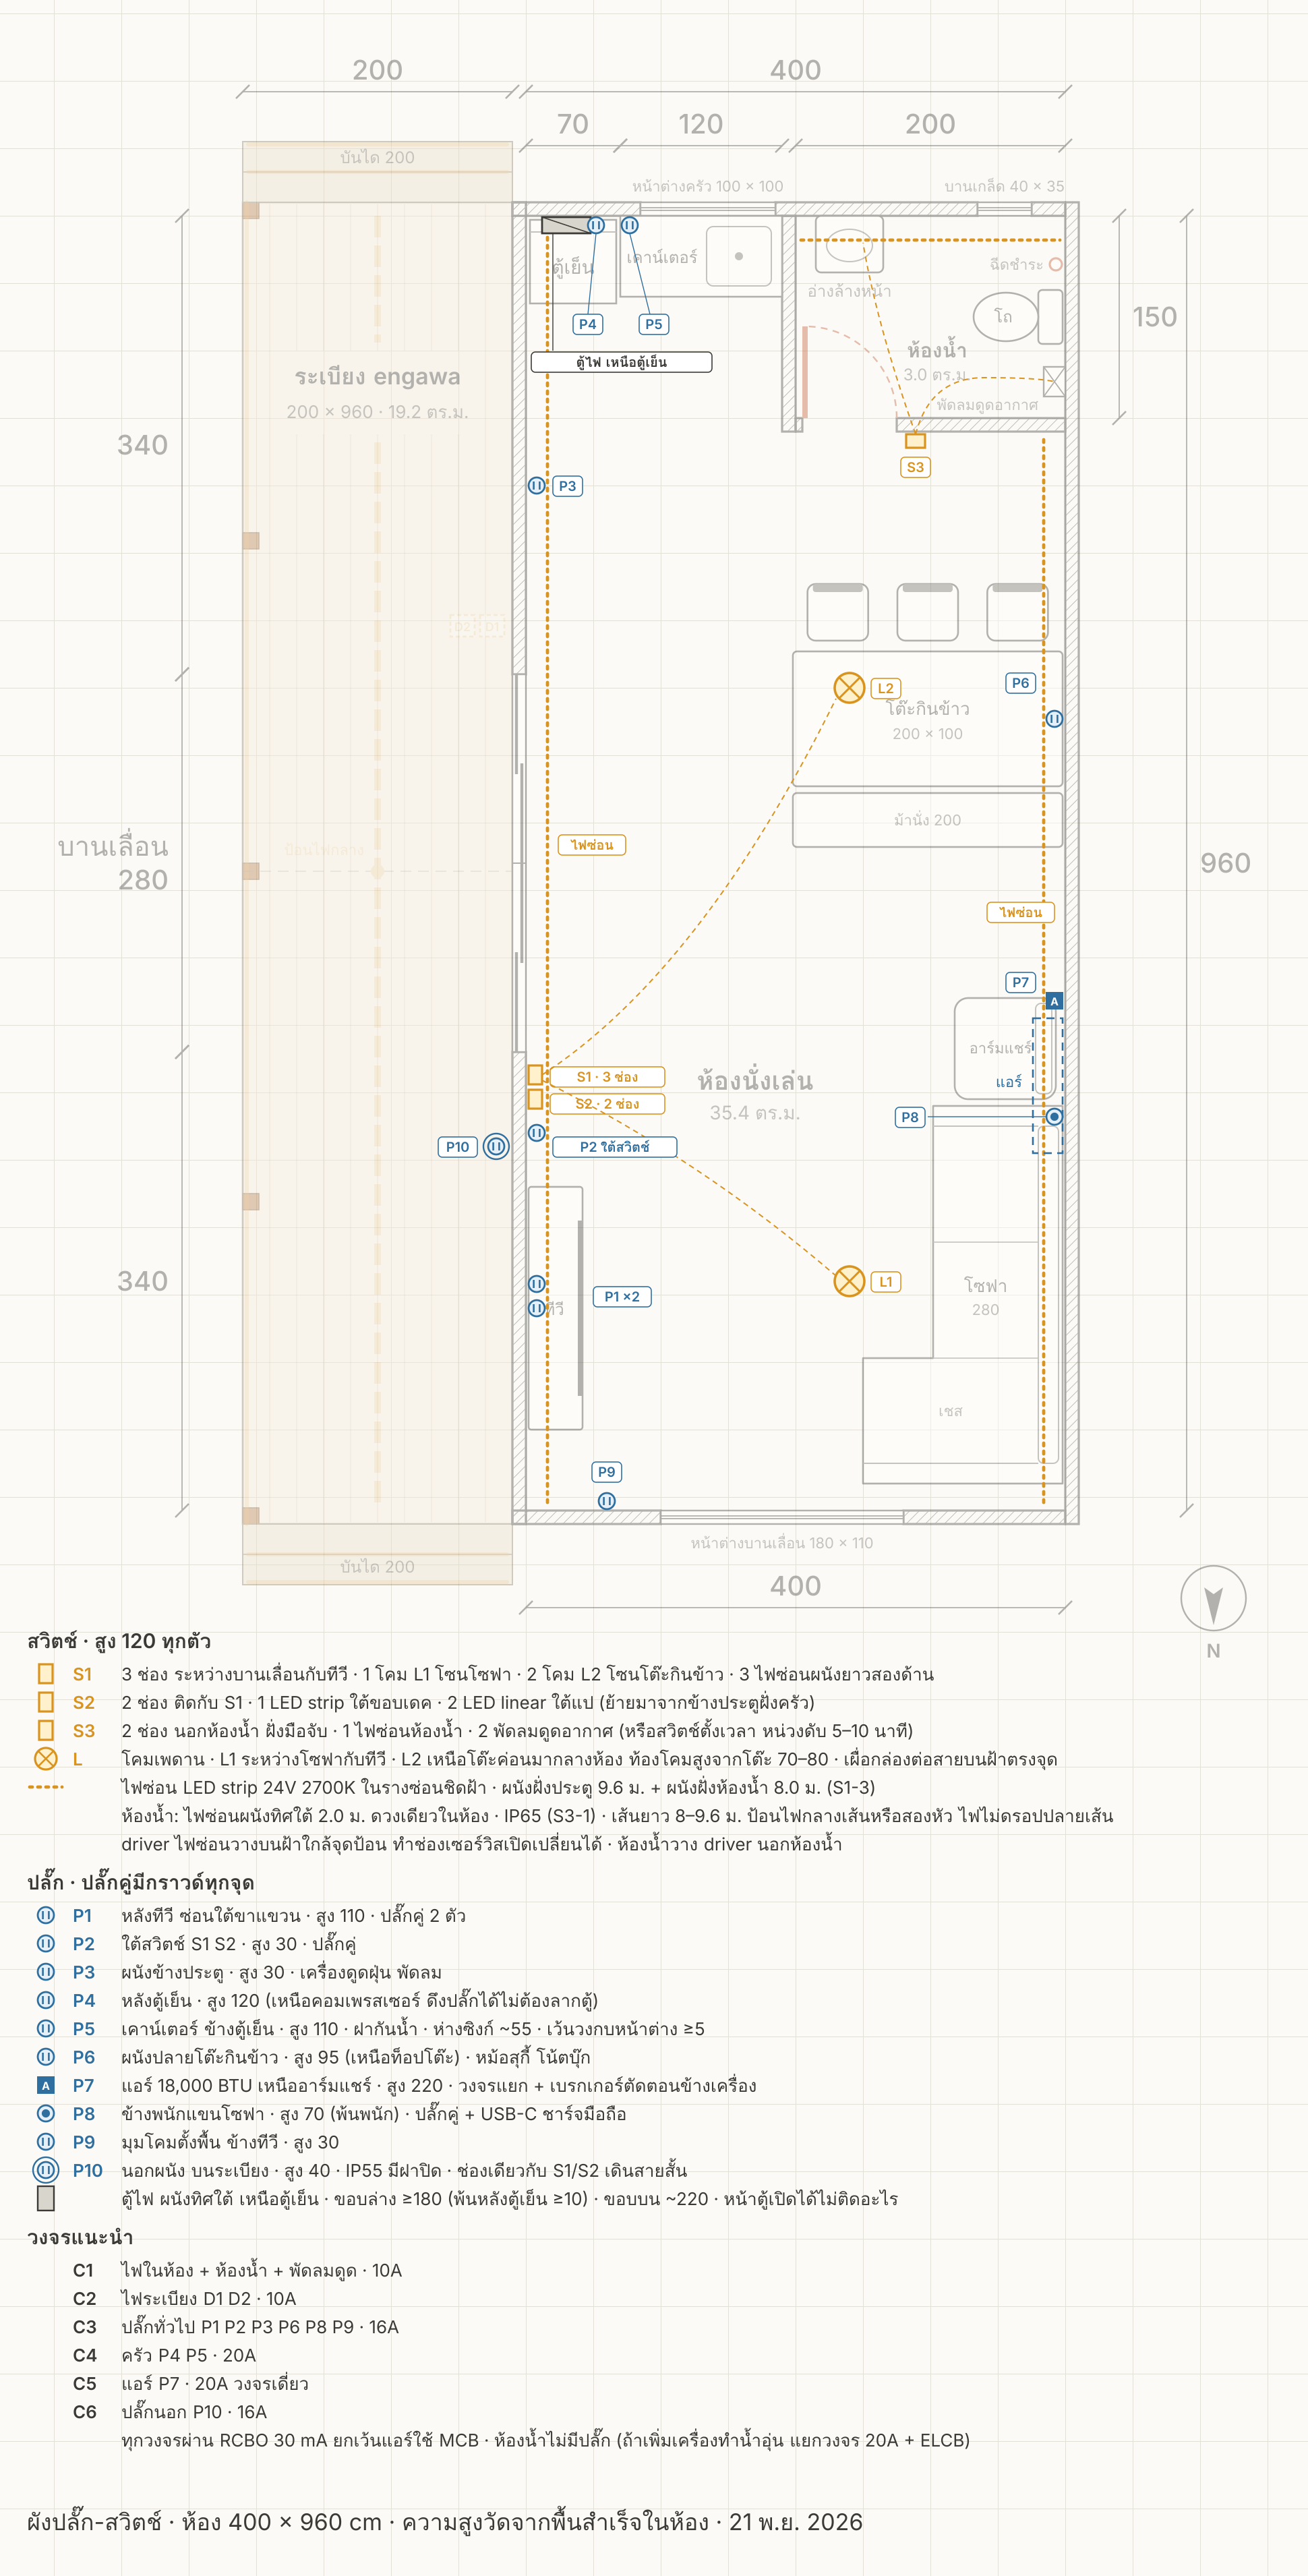 200
400
70
120
200
บันได 200
หน้าต่างครัว 100 × 100
บานเกล็ด 40 × 35
ตู้เย็น
เคาน์เตอร์
ฉีดชำระ
อ่างล้างหน้า
โถ
150
P4
P5
ห้องน้ำ
3.0 ตร.ม.
ตู้ไฟ เหนือตู้เย็น
พัดลมดูดอากาศ
ระเบียง engawa
200 × 960 · 19.2 ตร.ม.
340
S3
P3
D2
D1
P6
L2
โต๊ะกินข้าว
200 × 100
ม้านั่ง 200
ไฟซ่อน
ป้อนไฟกลาง
บานเลื่อน
280
960
ไฟซ่อน
P7
A
อาร์มแชร์
แอร์
S1 · 3 ช่อง
S2 · 2 ช่อง
ห้องนั่งเล่น
35.4 ตร.ม.
P8
P10
P2 ใต้สวิตช์
340
L1
โซฟา
280
P1 ×2
ทีวี
เชส
P9
หน้าต่างบานเลื่อน 180 × 110
บันได 200
400
N
สวิตช์ · สูง 120 ทุกตัว
S1 3 ช่อง ระหว่างบานเลื่อนกับทีวี · 1 โคม L1 โซนโซฟา · 2 โคม L2 โซนโต๊ะกินข้าว · 3 ไฟซ่อนผนังยาวสองด้าน
S2 2 ช่อง ติดกับ S1 · 1 LED strip ใต้ขอบเดค · 2 LED linear ใต้แป (ย้ายมาจากข้างประตูฝั่งครัว)
S3 2 ช่อง นอกห้องน้ำ ฝั่งมือจับ · 1 ไฟซ่อนห้องน้ำ · 2 พัดลมดูดอากาศ (หรือสวิตช์ตั้งเวลา หน่วงดับ 5–10 นาที)
L โคมเพดาน · L1 ระหว่างโซฟากับทีวี · L2 เหนือโต๊ะค่อนมากลางห้อง ท้องโคมสูงจากโต๊ะ 70–80 · เผื่อกล่องต่อสายบนฝ้าตรงจุด
ไฟซ่อน LED strip 24V 2700K ในรางซ่อนชิดฝ้า · ผนังฝั่งประตู 9.6 ม. + ผนังฝั่งห้องน้ำ 8.0 ม. (S1-3)
ห้องน้ำ: ไฟซ่อนผนังทิศใต้ 2.0 ม. ดวงเดียวในห้อง · IP65 (S3-1) · เส้นยาว 8–9.6 ม. ป้อนไฟกลางเส้นหรือสองหัว ไฟไม่ดรอปปลายเส้น
driver ไฟซ่อนวางบนฝ้าใกล้จุดป้อน ทำช่องเซอร์วิสเปิดเปลี่ยนได้ · ห้องน้ำวาง driver นอกห้องน้ำ
ปลั๊ก · ปลั๊กคู่มีกราวด์ทุกจุด
P1 หลังทีวี ซ่อนใต้ขาแขวน · สูง 110 · ปลั๊กคู่ 2 ตัว
P2 ใต้สวิตช์ S1 S2 · สูง 30 · ปลั๊กคู่
P3 ผนังข้างประตู · สูง 30 · เครื่องดูดฝุ่น พัดลม
P4 หลังตู้เย็น · สูง 120 (เหนือคอมเพรสเซอร์ ดึงปลั๊กได้ไม่ต้องลากตู้)
P5 เคาน์เตอร์ ข้างตู้เย็น · สูง 110 · ฝากันน้ำ · ห่างซิงก์ ~55 · เว้นวงกบหน้าต่าง ≥5
P6 ผนังปลายโต๊ะกินข้าว · สูง 95 (เหนือท็อปโต๊ะ) · หม้อสุกี้ โน้ตบุ๊ก
A P7 แอร์ 18,000 BTU เหนืออาร์มแชร์ · สูง 220 · วงจรแยก + เบรกเกอร์ตัดตอนข้างเครื่อง
P8 ข้างพนักแขนโซฟา · สูง 70 (พ้นพนัก) · ปลั๊กคู่ + USB-C ชาร์จมือถือ
P9 มุมโคมตั้งพื้น ข้างทีวี · สูง 30
P10 นอกผนัง บนระเบียง · สูง 40 · IP55 มีฝาปิด · ช่องเดียวกับ S1/S2 เดินสายสั้น
ตู้ไฟ ผนังทิศใต้ เหนือตู้เย็น · ขอบล่าง ≥180 (พ้นหลังตู้เย็น ≥10) · ขอบบน ~220 · หน้าตู้เปิดได้ไม่ติดอะไร
วงจรแนะนำ
C1 ไฟในห้อง + ห้องน้ำ + พัดลมดูด · 10A
C2 ไฟระเบียง D1 D2 · 10A
C3 ปลั๊กทั่วไป P1 P2 P3 P6 P8 P9 · 16A
C4 ครัว P4 P5 · 20A
C5 แอร์ P7 · 20A วงจรเดี่ยว
C6 ปลั๊กนอก P10 · 16A
ทุกวงจรผ่าน RCBO 30 mA ยกเว้นแอร์ใช้ MCB · ห้องน้ำไม่มีปลั๊ก (ถ้าเพิ่มเครื่องทำน้ำอุ่น แยกวงจร 20A + ELCB)
ผังปลั๊ก-สวิตช์ · ห้อง 400 × 960 cm · ความสูงวัดจากพื้นสำเร็จในห้อง · 21 พ.ย. 2026